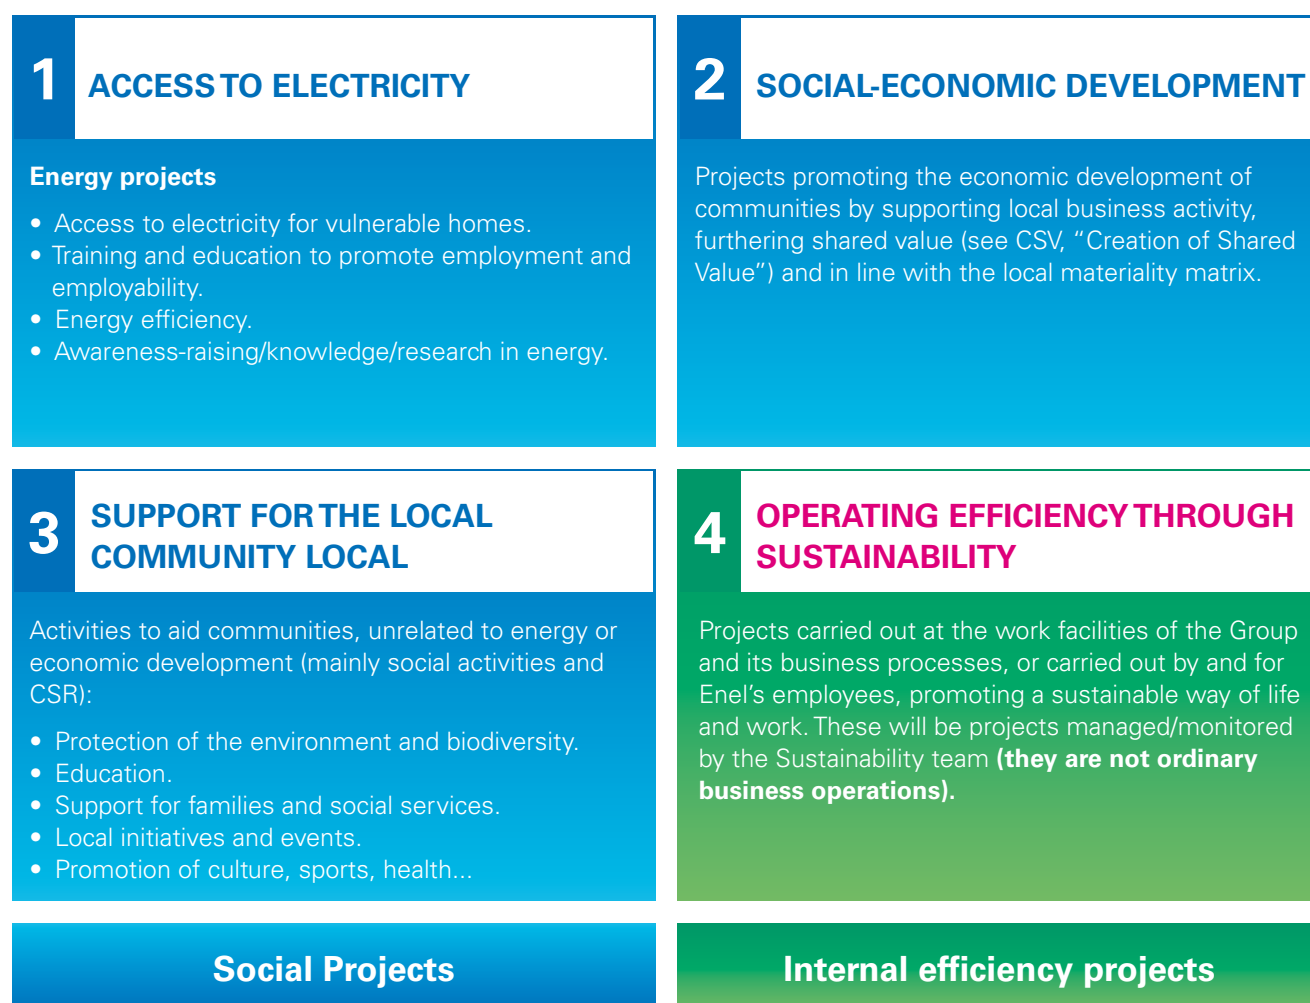 1 ACCESS TO ELECTRICITY
Energy projects
• Access to electricity for vulnerable homes.
• Training and education to promote employment and
employability.
• Energy efficiency.
• Awareness-raising/knowledge/research in energy.
2 SOCIAL-ECONOMIC DEVELOPMENT
Projects promoting the economic development of
communities by supporting local business activity,
furthering shared value (see CSV, “Creation of Shared
Value”) and in line with the local materiality matrix.
3 SUPPORT FOR THE LOCAL
COMMUNITY LOCAL
Activities to aid communities, unrelated to energy or
economic development (mainly social activities and
CSR):
• Protection of the environment and biodiversity.
• Education.
• Support for families and social services.
• Local initiatives and events.
• Promotion of culture, sports, health...
4 OPERATING EFFICIENCY THROUGH
SUSTAINABILITY
Projects carried out at the work facilities of the Group
and its business processes, or carried out by and for
Enel’s employees, promoting a sustainable way of life
and work. These will be projects managed/monitored
by the Sustainability team (they are not ordinary
business operations).
Social Projects
Internal efficiency projects